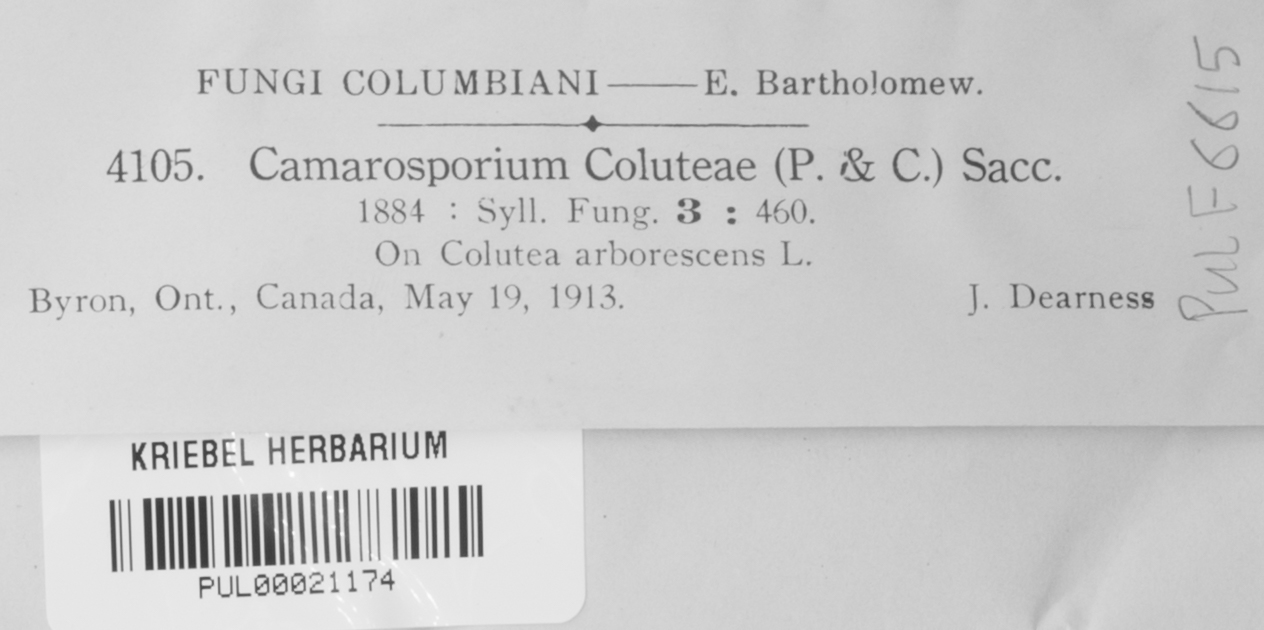 FUNGI COLUMBIANI——E. Bartholomew.
4105. Camarosporium Coluteae (P. & C.) Sacc.
1884 : Syll. Fung. 3 : 460.
On Colutea arborescens L.
Byron, Ont., Canada, May 19, 1913. J. Dearness
PUL F6615
KRIEBEL HERBARIUM
PUL00021174